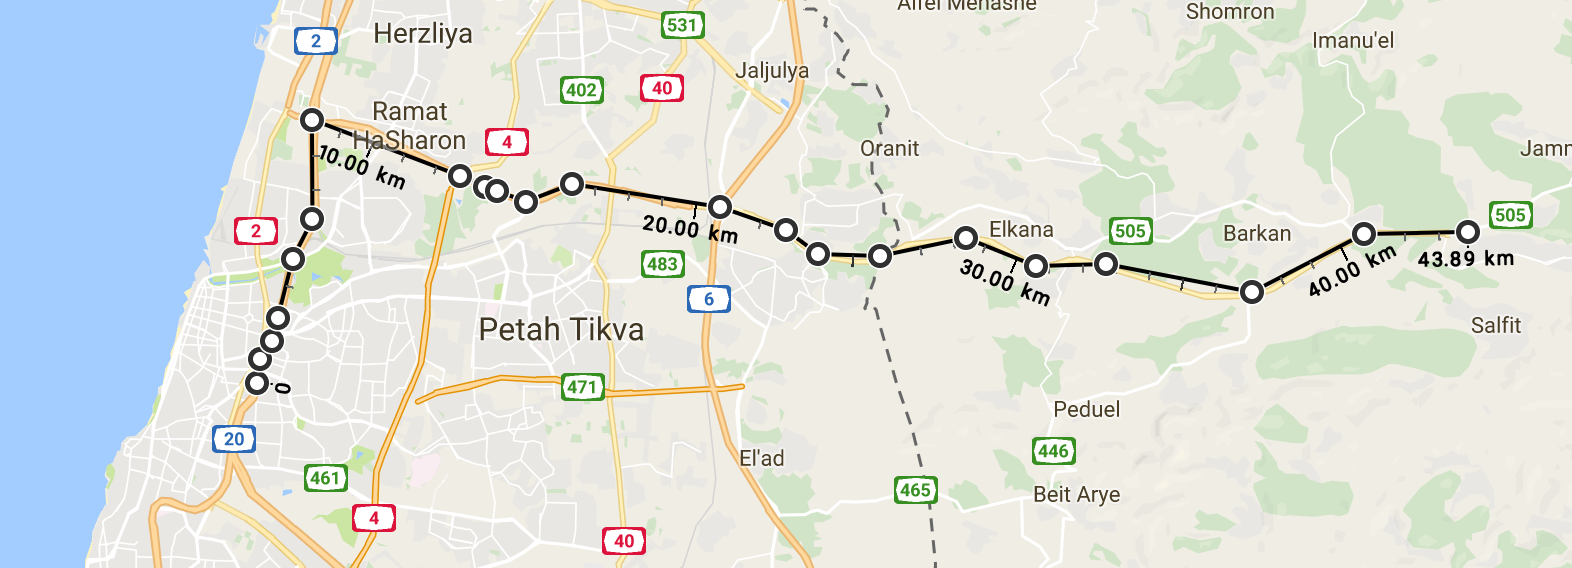 Alfei Menashe
Shomron
531
2
Herzliya
Imanu'el
Jaljulya
402
40
Ramat
HaSharon
4
Oranit
Jamm
10.00 km
505
2
20.00 km
Elkana
505
Barkan
483
30.00 km
40.00 km
43.89 km
6
Petah Tikva
Salfit
0
471
Peduel
20
446
El'ad
461
465
Beit Arye
4
40